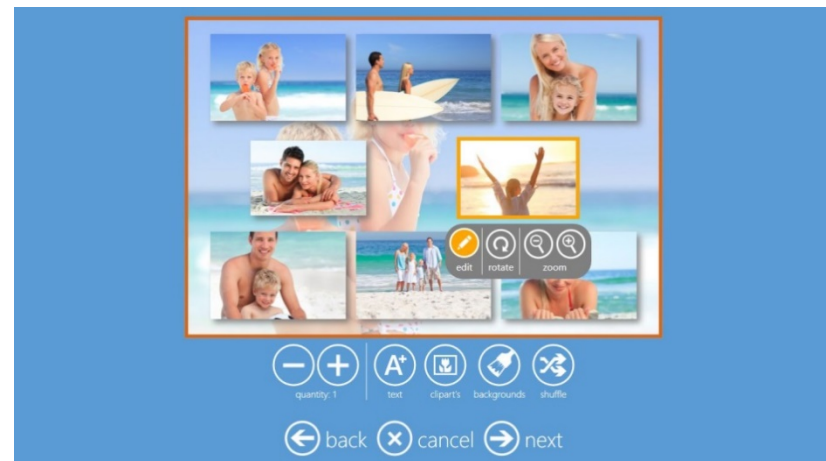 edit rotate zoom
quantity: 1 text clipart's backgrounds shuffle
back cancel next